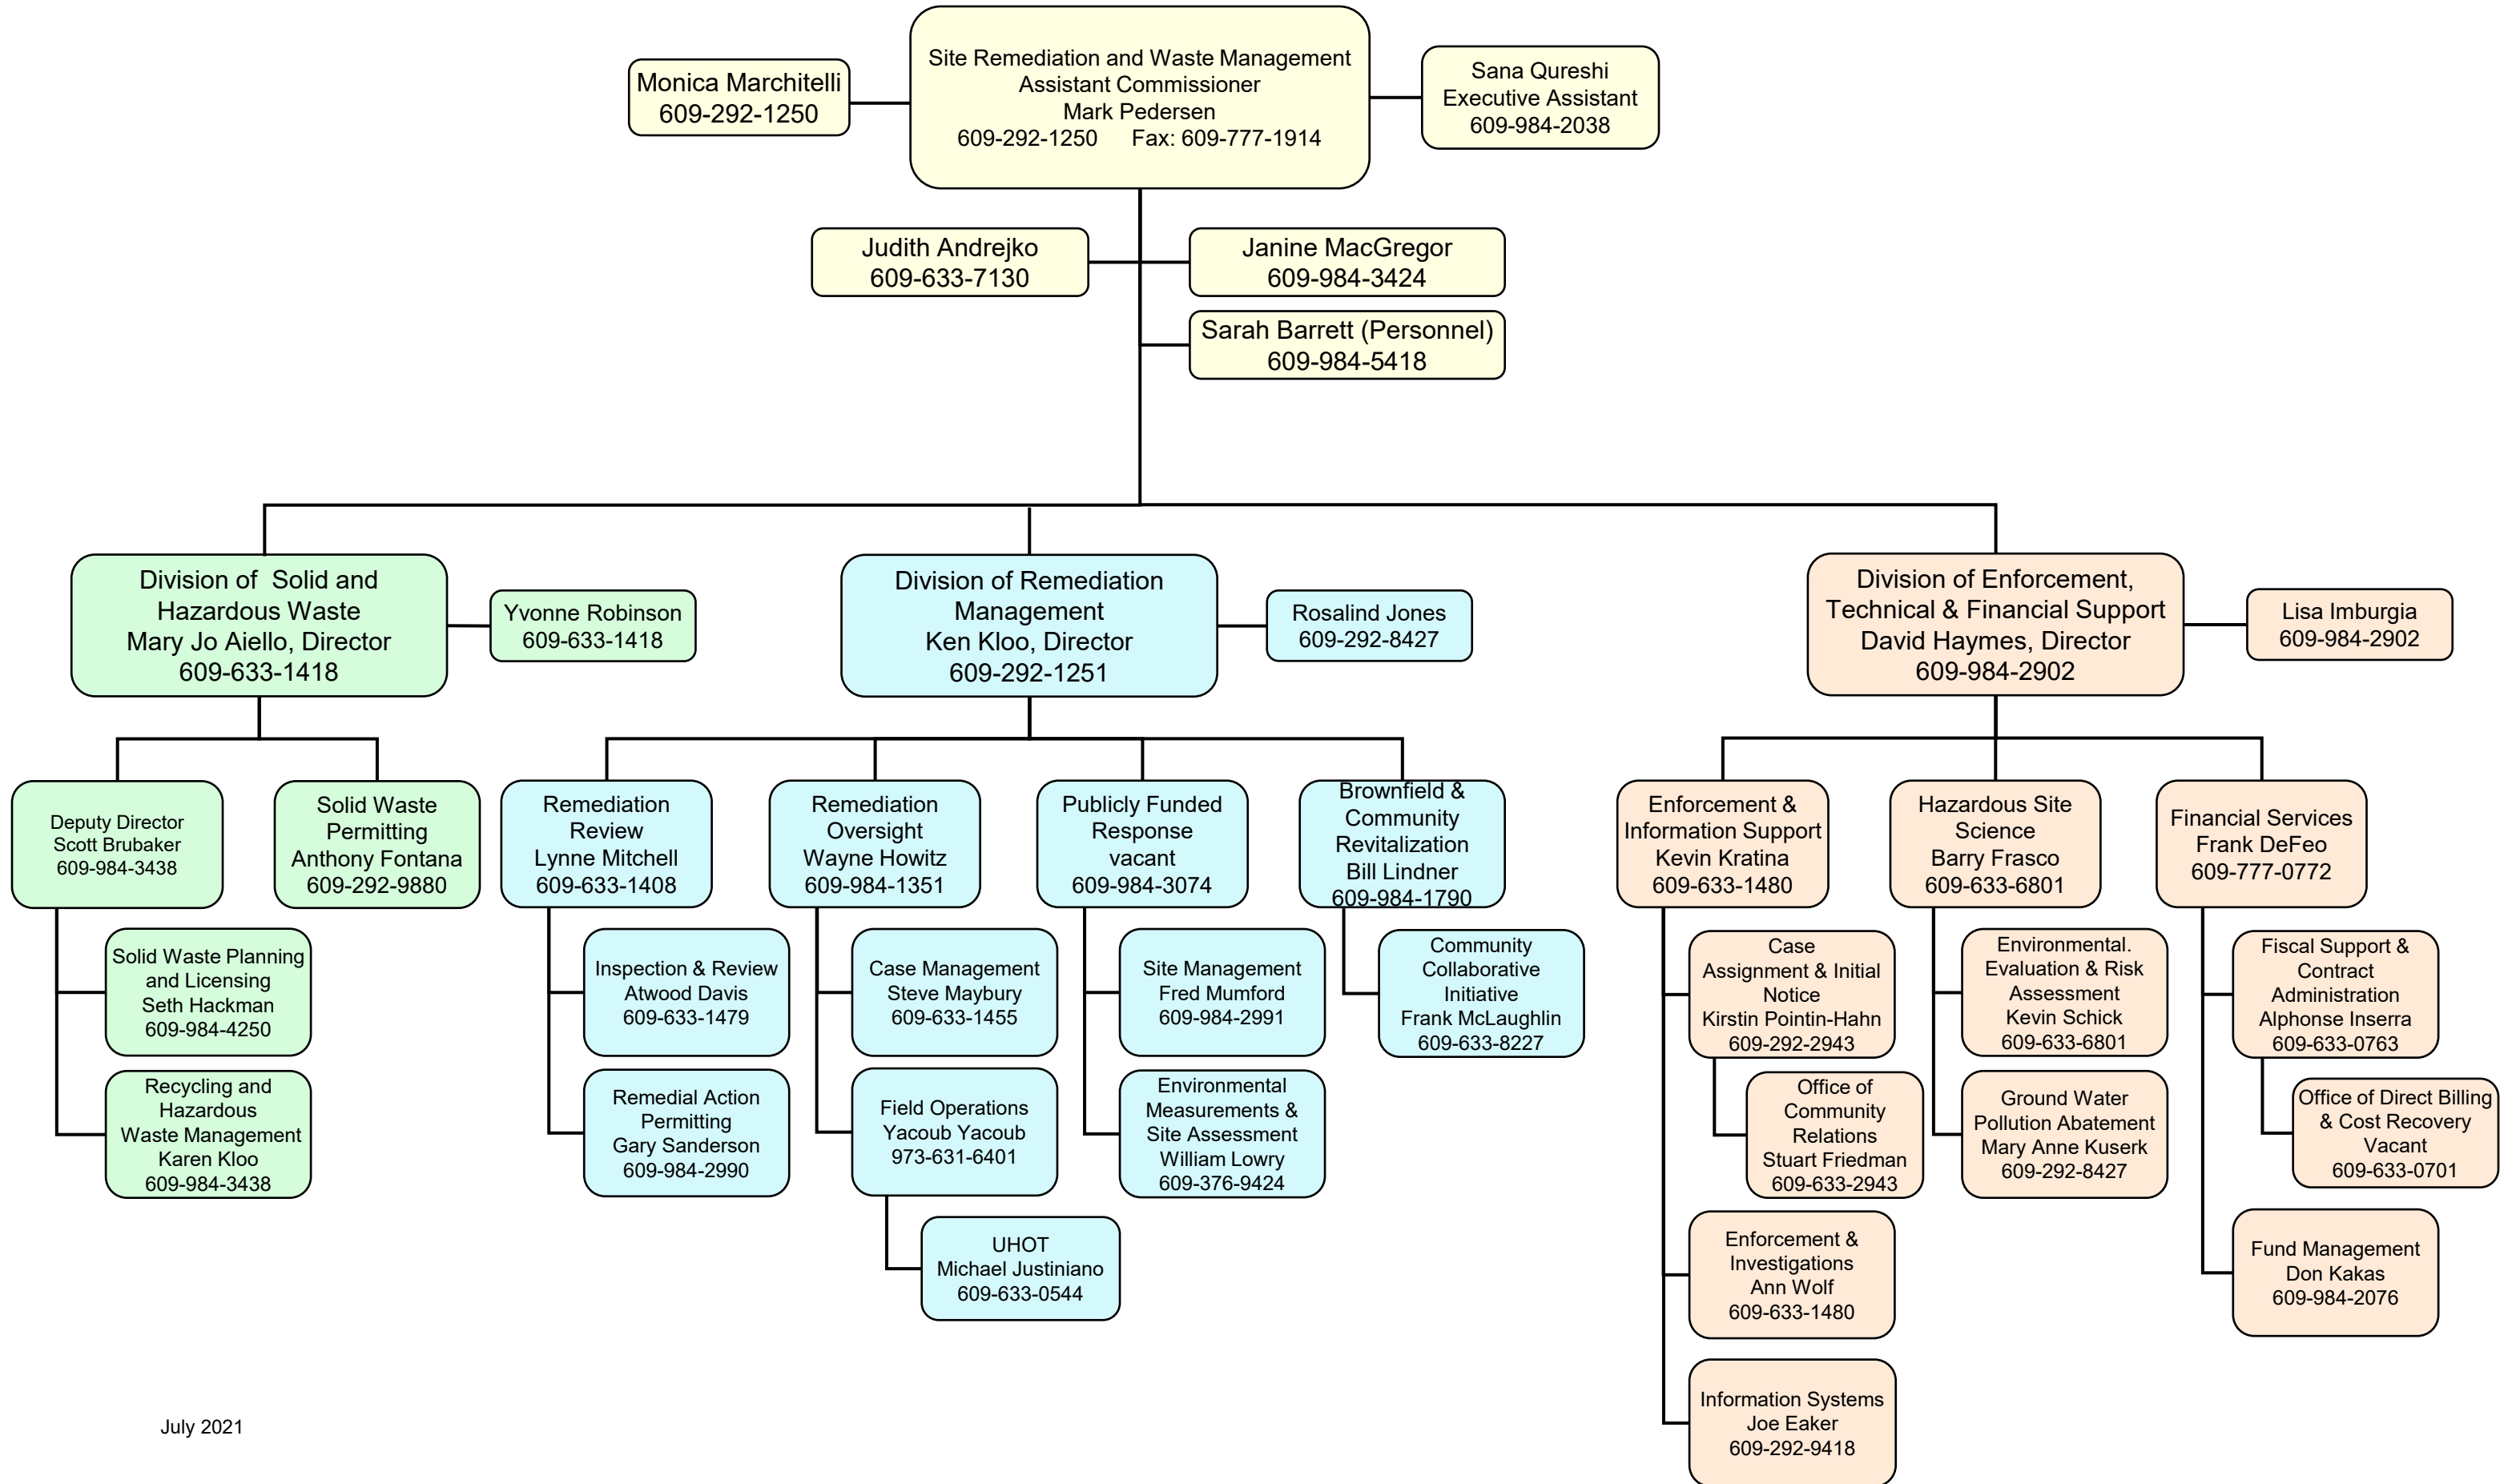 Site Remediation and Waste Management
Assistant Commissioner
Mark Pedersen
609-292-1250 Fax: 609-777-1914
Monica Marchitelli
609-292-1250
Sana Qureshi
Executive Assistant
609-984-2038
Judith Andrejko
609-633-7130
Janine MacGregor
609-984-3424
Sarah Barrett (Personnel)
609-984-5418
Division of Solid and
Hazardous Waste
Mary Jo Aiello, Director
609-633-1418
Yvonne Robinson
609-633-1418
Division of Remediation
Management
Ken Kloo, Director
609-292-1251
Rosalind Jones
609-292-8427
Division of Enforcement,
Technical & Financial Support
David Haymes, Director
609-984-2902
Lisa Imburgia
609-984-2902
Deputy Director
Scott Brubaker
609-984-3438
Solid Waste
Permitting
Anthony Fontana
609-292-9880
Remediation
Review
Lynne Mitchell
609-633-1408
Remediation
Oversight
Wayne Howitz
609-984-1351
Publicly Funded
Response
vacant
609-984-3074
Brownfield &
Community
Revitalization
Bill Lindner
609-984-1790
Enforcement &
Information Support
Kevin Kratina
609-633-1480
Hazardous Site
Science
Barry Frasco
609-633-6801
Financial Services
Frank DeFeo
609-777-0772
Solid Waste Planning
and Licensing
Seth Hackman
609-984-4250
Recycling and
Hazardous
Waste Management
Karen Kloo
609-984-3438
Inspection & Review
Atwood Davis
609-633-1479
Remedial Action
Permitting
Gary Sanderson
609-984-2990
Case Management
Steve Maybury
609-633-1455
Field Operations
Yacoub Yacoub
973-631-6401
UHOT
Michael Justiniano
609-633-0544
Site Management
Fred Mumford
609-984-2991
Environmental
Measurements &
Site Assessment
William Lowry
609-376-9424
Community
Collaborative
Initiative
Frank McLaughlin
609-633-8227
Case
Assignment & Initial
Notice
Kirstin Pointin-Hahn
609-292-2943
Office of
Community
Relations
Stuart Friedman
609-633-2943
Enforcement &
Investigations
Ann Wolf
609-633-1480
Information Systems
Joe Eaker
609-292-9418
Environmental.
Evaluation & Risk
Assessment
Kevin Schick
609-633-6801
Ground Water
Pollution Abatement
Mary Anne Kuserk
609-292-8427
Fiscal Support &
Contract
Administration
Alphonse Inserra
609-633-0763
Office of Direct Billing
& Cost Recovery
Vacant
609-633-0701
Fund Management
Don Kakas
609-984-2076
July 2021